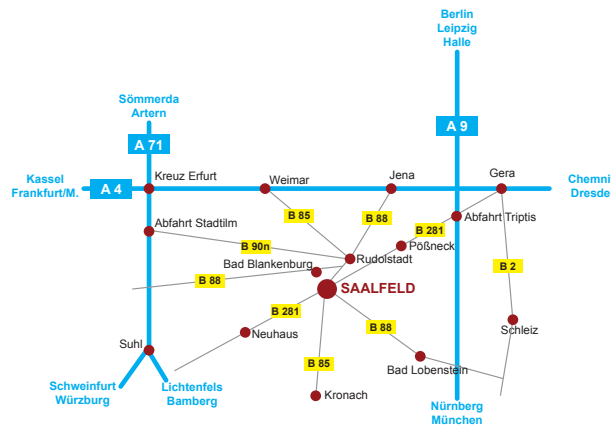 Berlin
Leipzig
Halle
Sömmerda
Artern
A 71
A 9
Kassel
Frankfurt/M.
A 4
Kreuz Erfurt
Weimar
Jena
Gera
Chemni
Dresde
B 85
B 88
B 281
Abfahrt Triptis
Abfahrt Stadtilm
B 90n
Pößneck
Rudolstadt
Bad Blankenburg
B 2
B 88
SAALFELD
B 281
B 88
Schleiz
Neuhaus
Suhl
B 85
Bad Lobenstein
Schweinfurt
Würzburg
Lichtenfels
Bamberg
Kronach
Nürnberg
München